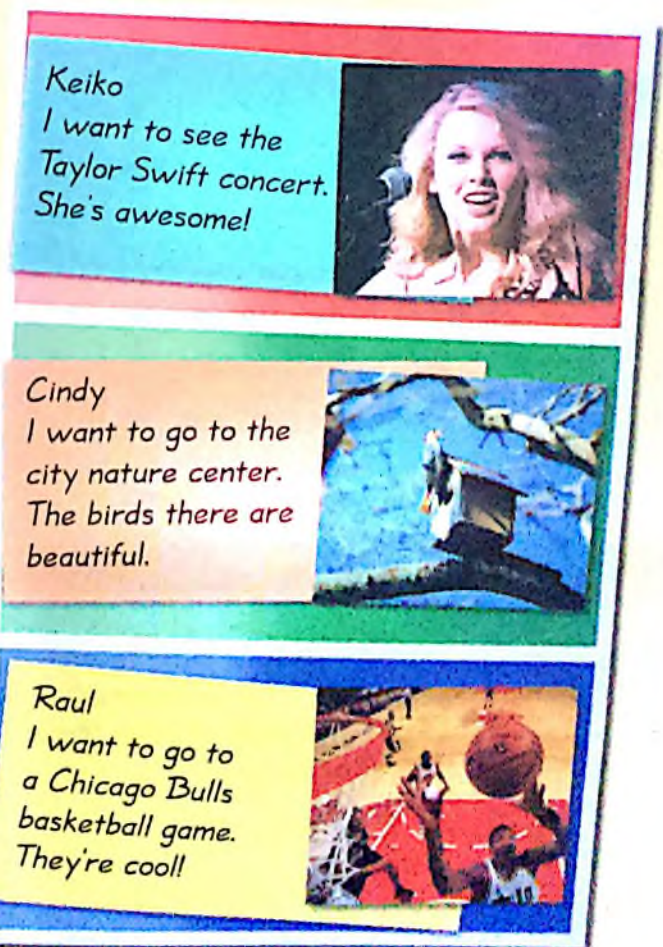 Keiko
I want to see the
Taylor Swift concert.
She's awesome!
Cindy
I want to go to the
city nature center.
The birds there are
beautiful.
Raul
I want to go to
a Chicago Bulls
basketball game.
They're cool!
10